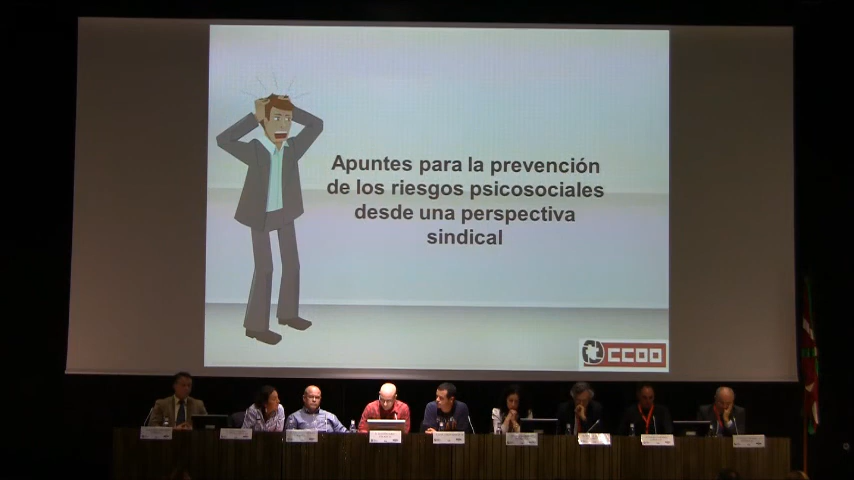 Apuntes para la prevención
de los riesgos psicosociales
desde una perspectiva
sindical
CCOO